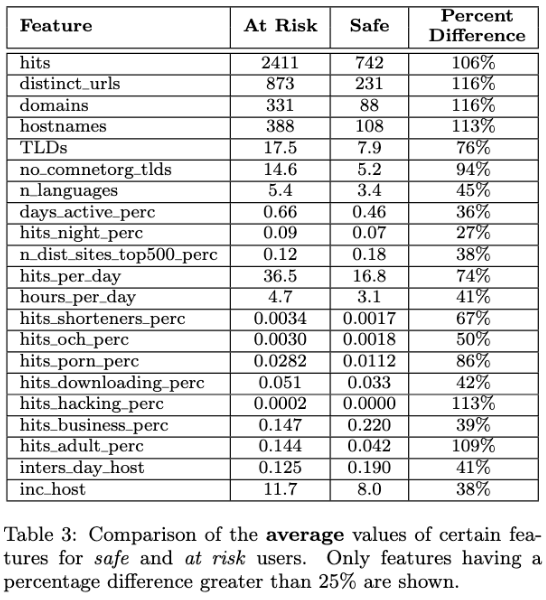 Feature At Risk Safe Percent Difference
hits 2411 742 106%
distinct_urls 873 231 116%
domains 331 88 116%
hostnames 388 108 113%
TLDs 17.5 7.9 76%
no_comnetorg_tlds 14.6 5.2 94%
n_languages 5.4 3.4 45%
days_active_perc 0.66 0.46 36%
hits_night_perc 0.09 0.07 27%
n_dist_sites_top500_perc 0.12 0.18 38%
hits_per_day 36.5 16.8 74%
hours_per_day 4.7 3.1 41%
hits_shorteners_perc 0.0034 0.0017 67%
hits_och_perc 0.0030 0.0018 50%
hits_porn_perc 0.0282 0.0112 86%
hits_downloading_perc 0.051 0.033 42%
hits_hacking_perc 0.0002 0.0000 113%
hits_business_perc 0.147 0.220 39%
hits_adult_perc 0.144 0.042 109%
inters_day_host 0.125 0.190 41%
inc_host 11.7 8.0 38%
Table 3: Comparison of the average values of certain fea-
tures for safe and at risk users. Only features having a
percentage difference greater than 25% are shown.